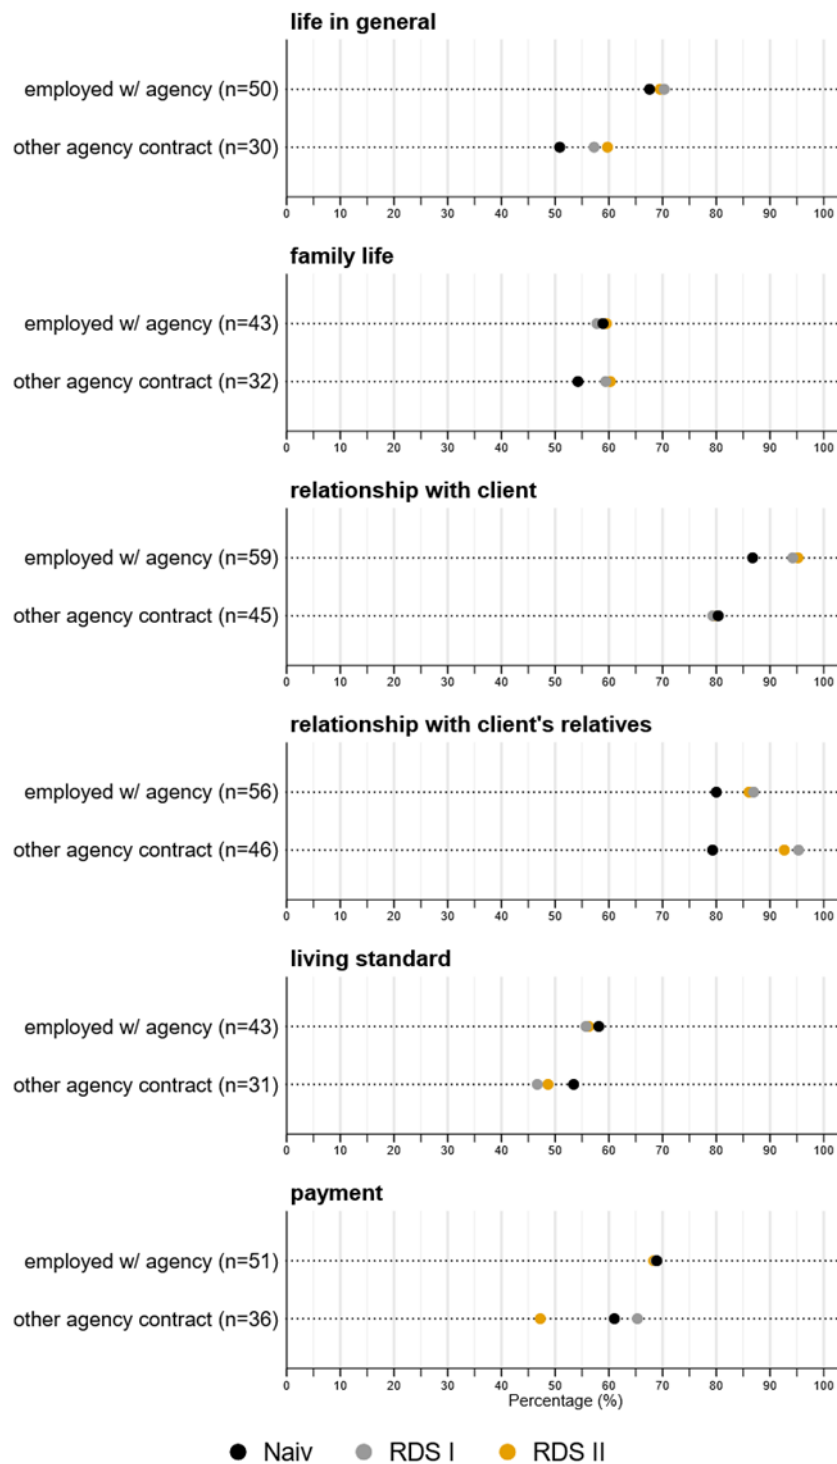 life in general
employed w/ agency (n=50)
other agency contract (n=30)
0 10 20 30 40 50 60 70 80 90 100
family life
employed w/ agency (n=43)
other agency contract (n=32)
0 10 20 30 40 50 60 70 80 90 100
relationship with client
employed w/ agency (n=59)
other agency contract (n=45)
0 10 20 30 40 50 60 70 80 90 100
relationship with client's relatives
employed w/ agency (n=56)
other agency contract (n=46)
0 10 20 30 40 50 60 70 80 90 100
living standard
employed w/ agency (n=43)
other agency contract (n=31)
0 10 20 30 40 50 60 70 80 90 100
payment
employed w/ agency (n=51)
other agency contract (n=36)
0 10 20 30 40 50 60 70 80 90 100
Percentage (%)
Naiv RDS I RDS II